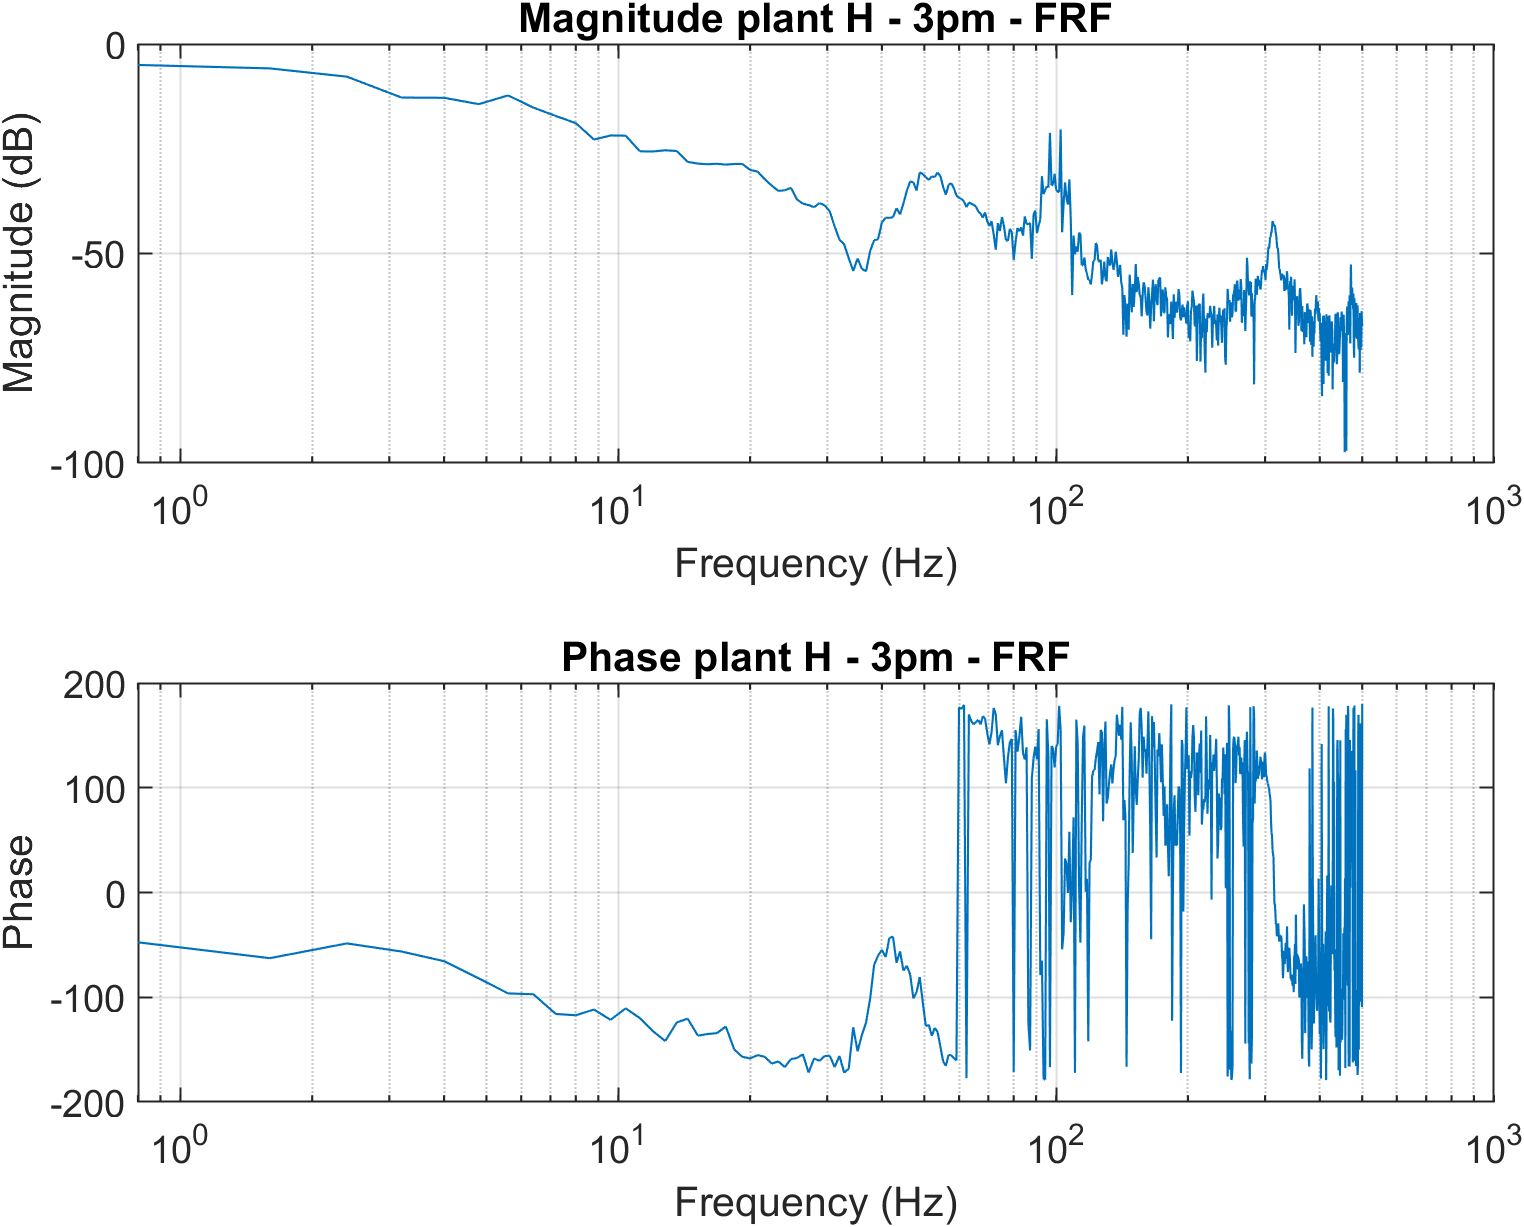 Magnitude plant H - 3pm - FRF
0
-50
-100
Magnitude (dB)
10^0 10^1 10^2 10^3
Frequency (Hz)
Phase plant H - 3pm - FRF
200
100
0
-100
-200
Phase
10^0 10^1 10^2 10^3
Frequency (Hz)